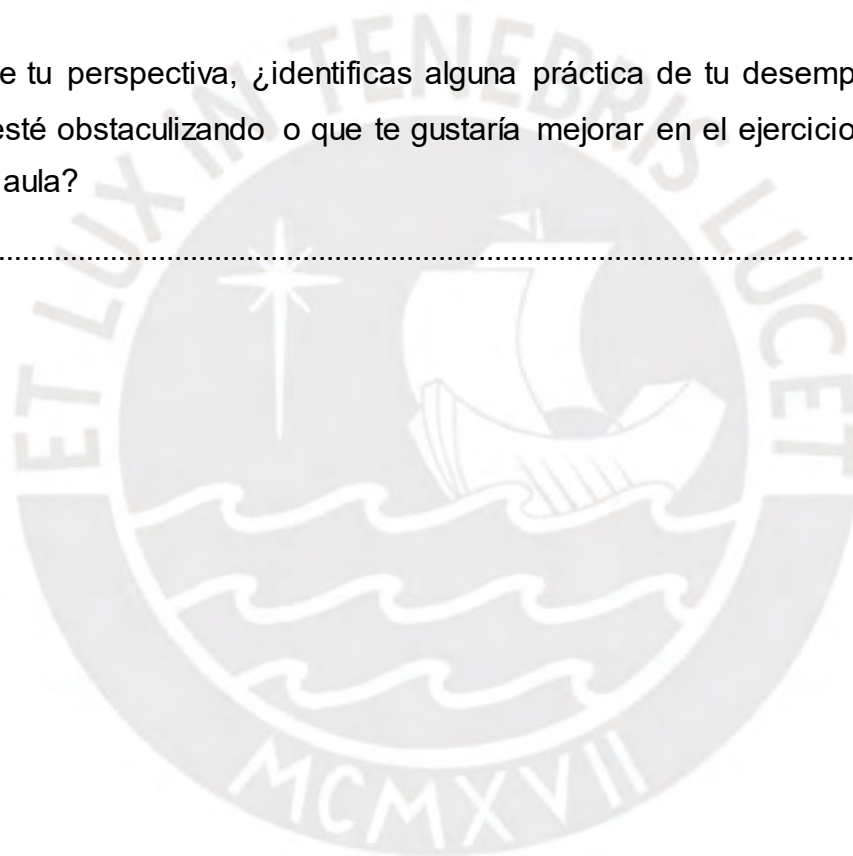 e tu perspectiva, ¿identificas alguna práctica de tu desemp
esté obstaculizando o que te gustaría mejorar en el ejercicio
aula?
................................................................................................................
ET LUX IN TENEBRIS LUCET
MCMXVII